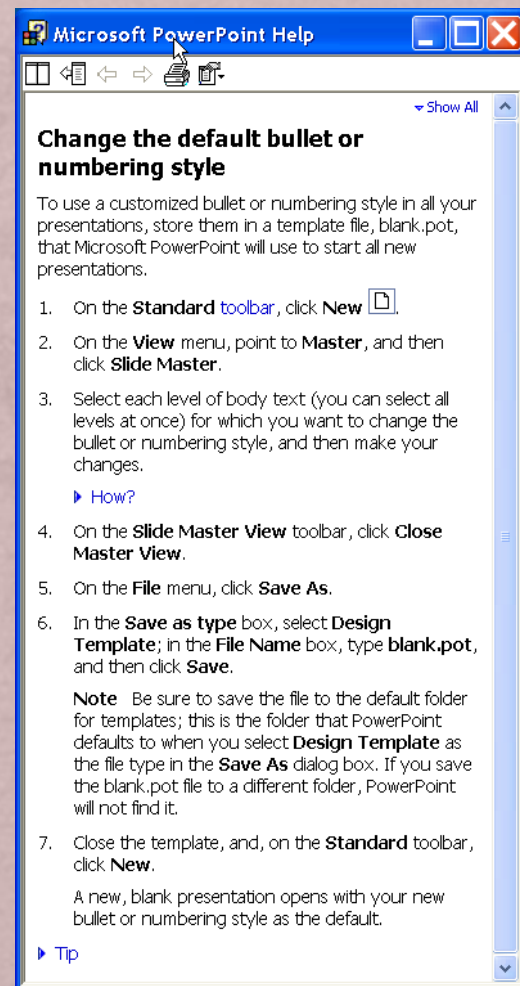 Microsoft PowerPoint Help
Show All
Change the default bullet or
numbering style
To use a customized bullet or numbering style in all your
presentations, store them in a template file, blank.pot,
that Microsoft PowerPoint will use to start all new
presentations.
1. On the Standard toolbar, click New .
2. On the View menu, point to Master, and then
click Slide Master.
3. Select each level of body text (you can select all
levels at once) for which you want to change the
bullet or numbering style, and then make your
changes.
How?
4. On the Slide Master View toolbar, click Close
Master View.
5. On the File menu, click Save As.
6. In the Save as type box, select Design
Template; in the File Name box, type blank.pot,
and then click Save.
Note Be sure to save the file to the default folder
for templates; this is the folder that PowerPoint
defaults to when you select Design Template as
the file type in the Save As dialog box. If you save
the blank.pot file to a different folder, PowerPoint
will not find it.
7. Close the template, and, on the Standard toolbar,
click New.
A new, blank presentation opens with your new
bullet or numbering style as the default.
Tip